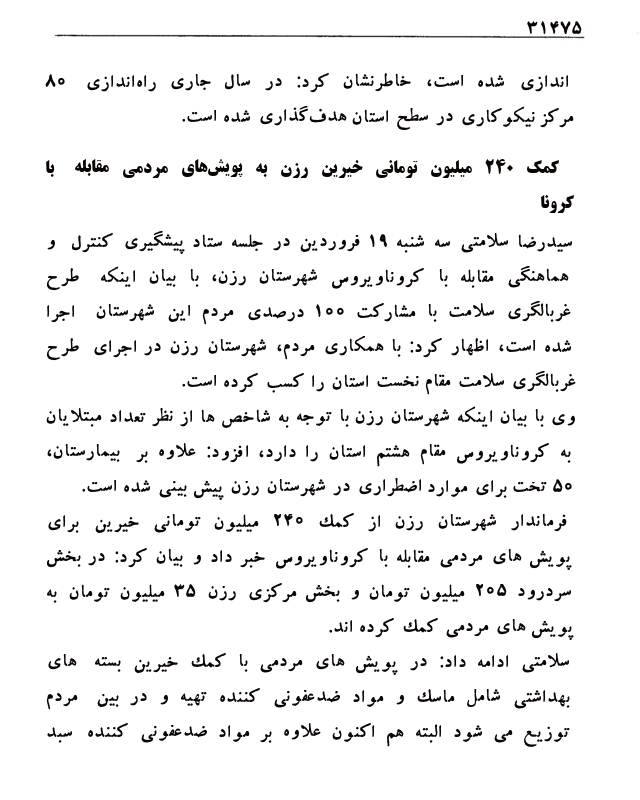 ۳۱۴۷۵
اندازی شده است، خاطرنشان کرد: در سال جاری راه‌اندازی ۸۰
مرکز نیکوکاری در سطح استان هدف‌گذاری شده است.
کمک ۲۴۰ میلیون تومانی خیرین رزن به پویش‌های مردمی مقابله با
کرونا
سیدرضا سلامتی سه شنبه ۱۹ فروردین در جلسه ستاد پیشگیری کنترل و
هماهنگی مقابله با کروناویروس شهرستان رزن، با بیان اینکه طرح
غربالگری سلامت با مشارکت ۱۰۰ درصدی مردم این شهرستان اجرا
شده است، اظهار کرد: با همکاری مردم، شهرستان رزن در اجرای طرح
غربالگری سلامت مقام نخست استان را کسب کرده است.
وی با بیان اینکه شهرستان رزن با توجه به شاخص ها از نظر تعداد مبتلایان
به کروناویروس مقام هشتم استان را دارد، افزود: علاوه بر بیمارستان،
۵۰ تخت برای موارد اضطراری در شهرستان رزن پیش بینی شده است.
فرماندار شهرستان رزن از کمك ۲۴۰ میلیون تومانی خیرین برای
پویش های مردمی مقابله با کروناویروس خبر داد و بیان کرد: در بخش
سردرود ۲۰۵ میلیون تومان و بخش مرکزی رزن ۳۵ میلیون تومان به
پویش های مردمی کمك کرده اند.
سلامتی ادامه داد: در پویش های مردمی با کمك خیرین بسته های
بهداشتی شامل ماسك و مواد ضدعفونی کننده تهیه و در بین مردم
توزیع می شود البته هم اکنون علاوه بر مواد ضدعفونی کننده سبد